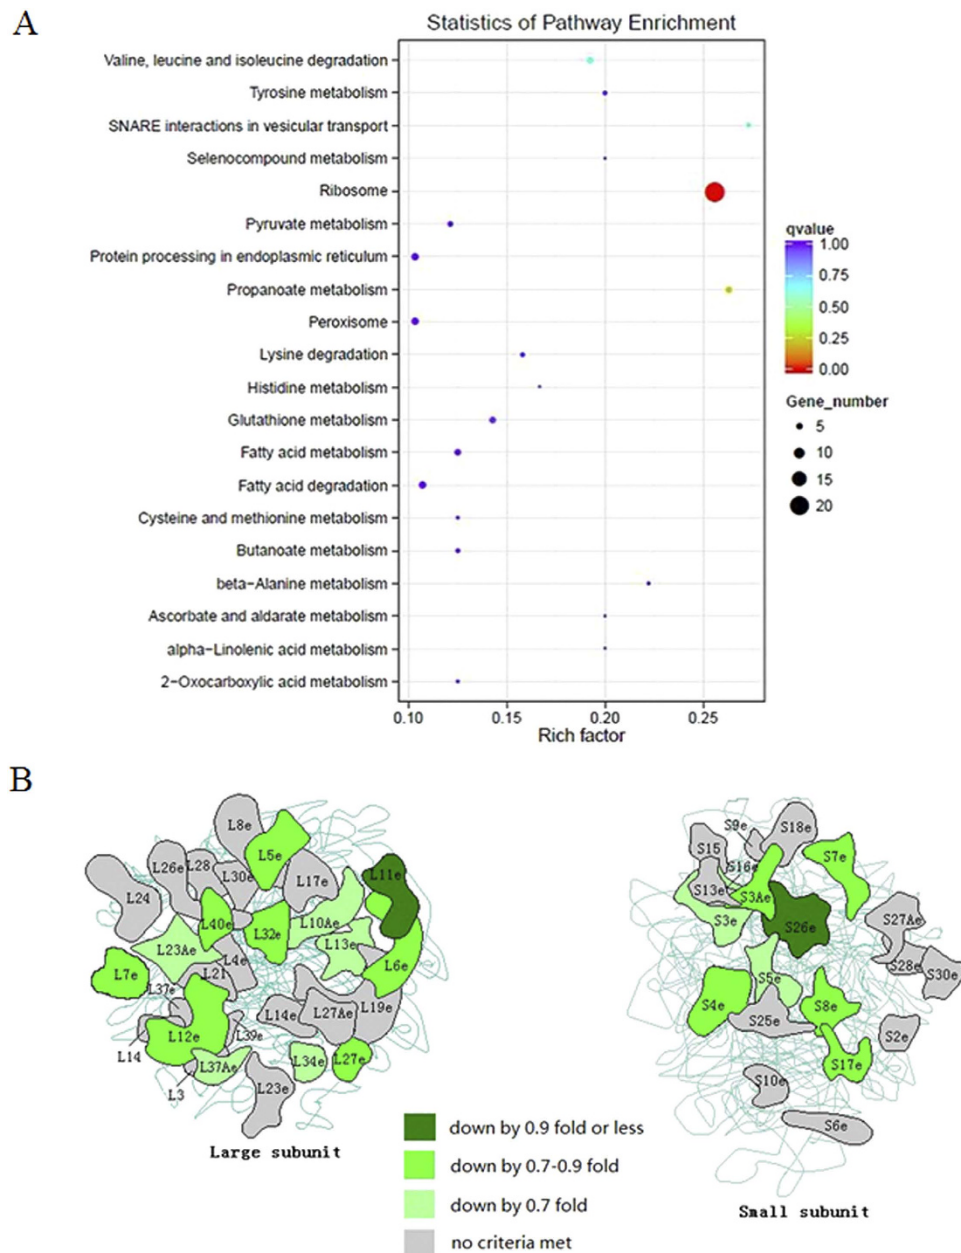 A
Statistics of Pathway Enrichment
Valine, leucine and isoleucine degradation
Tyrosine metabolism
SNARE interactions in vesicular transport
Selenocompound metabolism
Ribosome
Pyruvate metabolism
Protein processing in endoplasmic reticulum
Propanoate metabolism
Peroxisome
Lysine degradation
Histidine metabolism
Glutathione metabolism
Fatty acid metabolism
Fatty acid degradation
Cysteine and methionine metabolism
Butanoate metabolism
beta−Alanine metabolism
Ascorbate and aldarate metabolism
alpha−Linolenic acid metabolism
2−Oxocarboxylic acid metabolism
0.10 0.15 0.20 0.25
Rich factor
qvalue
1.00
0.75
0.50
0.25
0.00
Gene_number
5
10
15
20
B
L8e
L5e
L26e
L28
L30e
L17e
L11e
L24
L40e
L32e
L10Ae
L13e
L23Ae
L4e
L6e
L7e
L21
L37e
L14e
L27Ae
L19e
L12e
L39e
L14
L37Ae
L34e
L27e
L3
L23e
Large subunit
S9e
S18e
S15
S16e
S7e
S13e
S3Ae
S3e
S26e
S27Ae
S28e
S30e
S5e
S4e
S8e
S25e
S2e
S17e
S10e
S6e
Small subunit
down by 0.9 fold or less
down by 0.7-0.9 fold
down by 0.7 fold
no criteria met